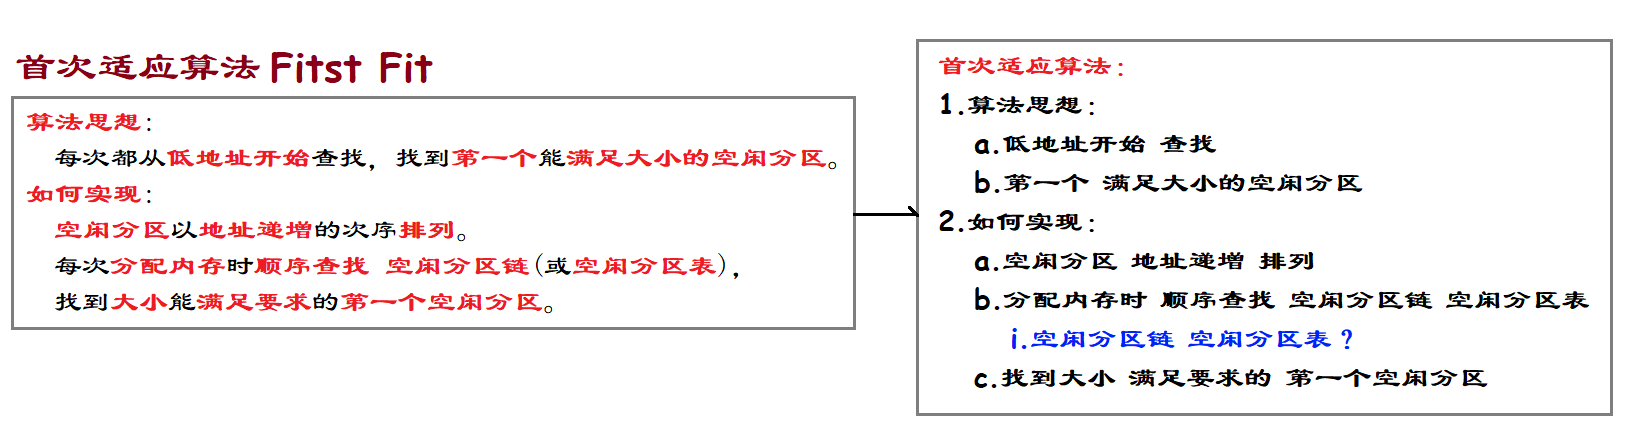 首次适应算法 Fitst Fit
算法思想：
每次都从低地址开始查找，找到第一个能满足大小的空闲分区。
如何实现：
空闲分区以地址递增的次序排列。
每次分配内存时顺序查找 空闲分区链(或空闲分区表)，
找到大小能满足要求的第一个空闲分区。
首次适应算法：
1.算法思想：
a.低地址开始 查找
b.第一个 满足大小的空闲分区
2.如何实现：
a.空闲分区 地址递增 排列
b.分配内存时 顺序查找 空闲分区链 空闲分区表
i.空闲分区链 空闲分区表？
c.找到大小 满足要求的 第一个空闲分区